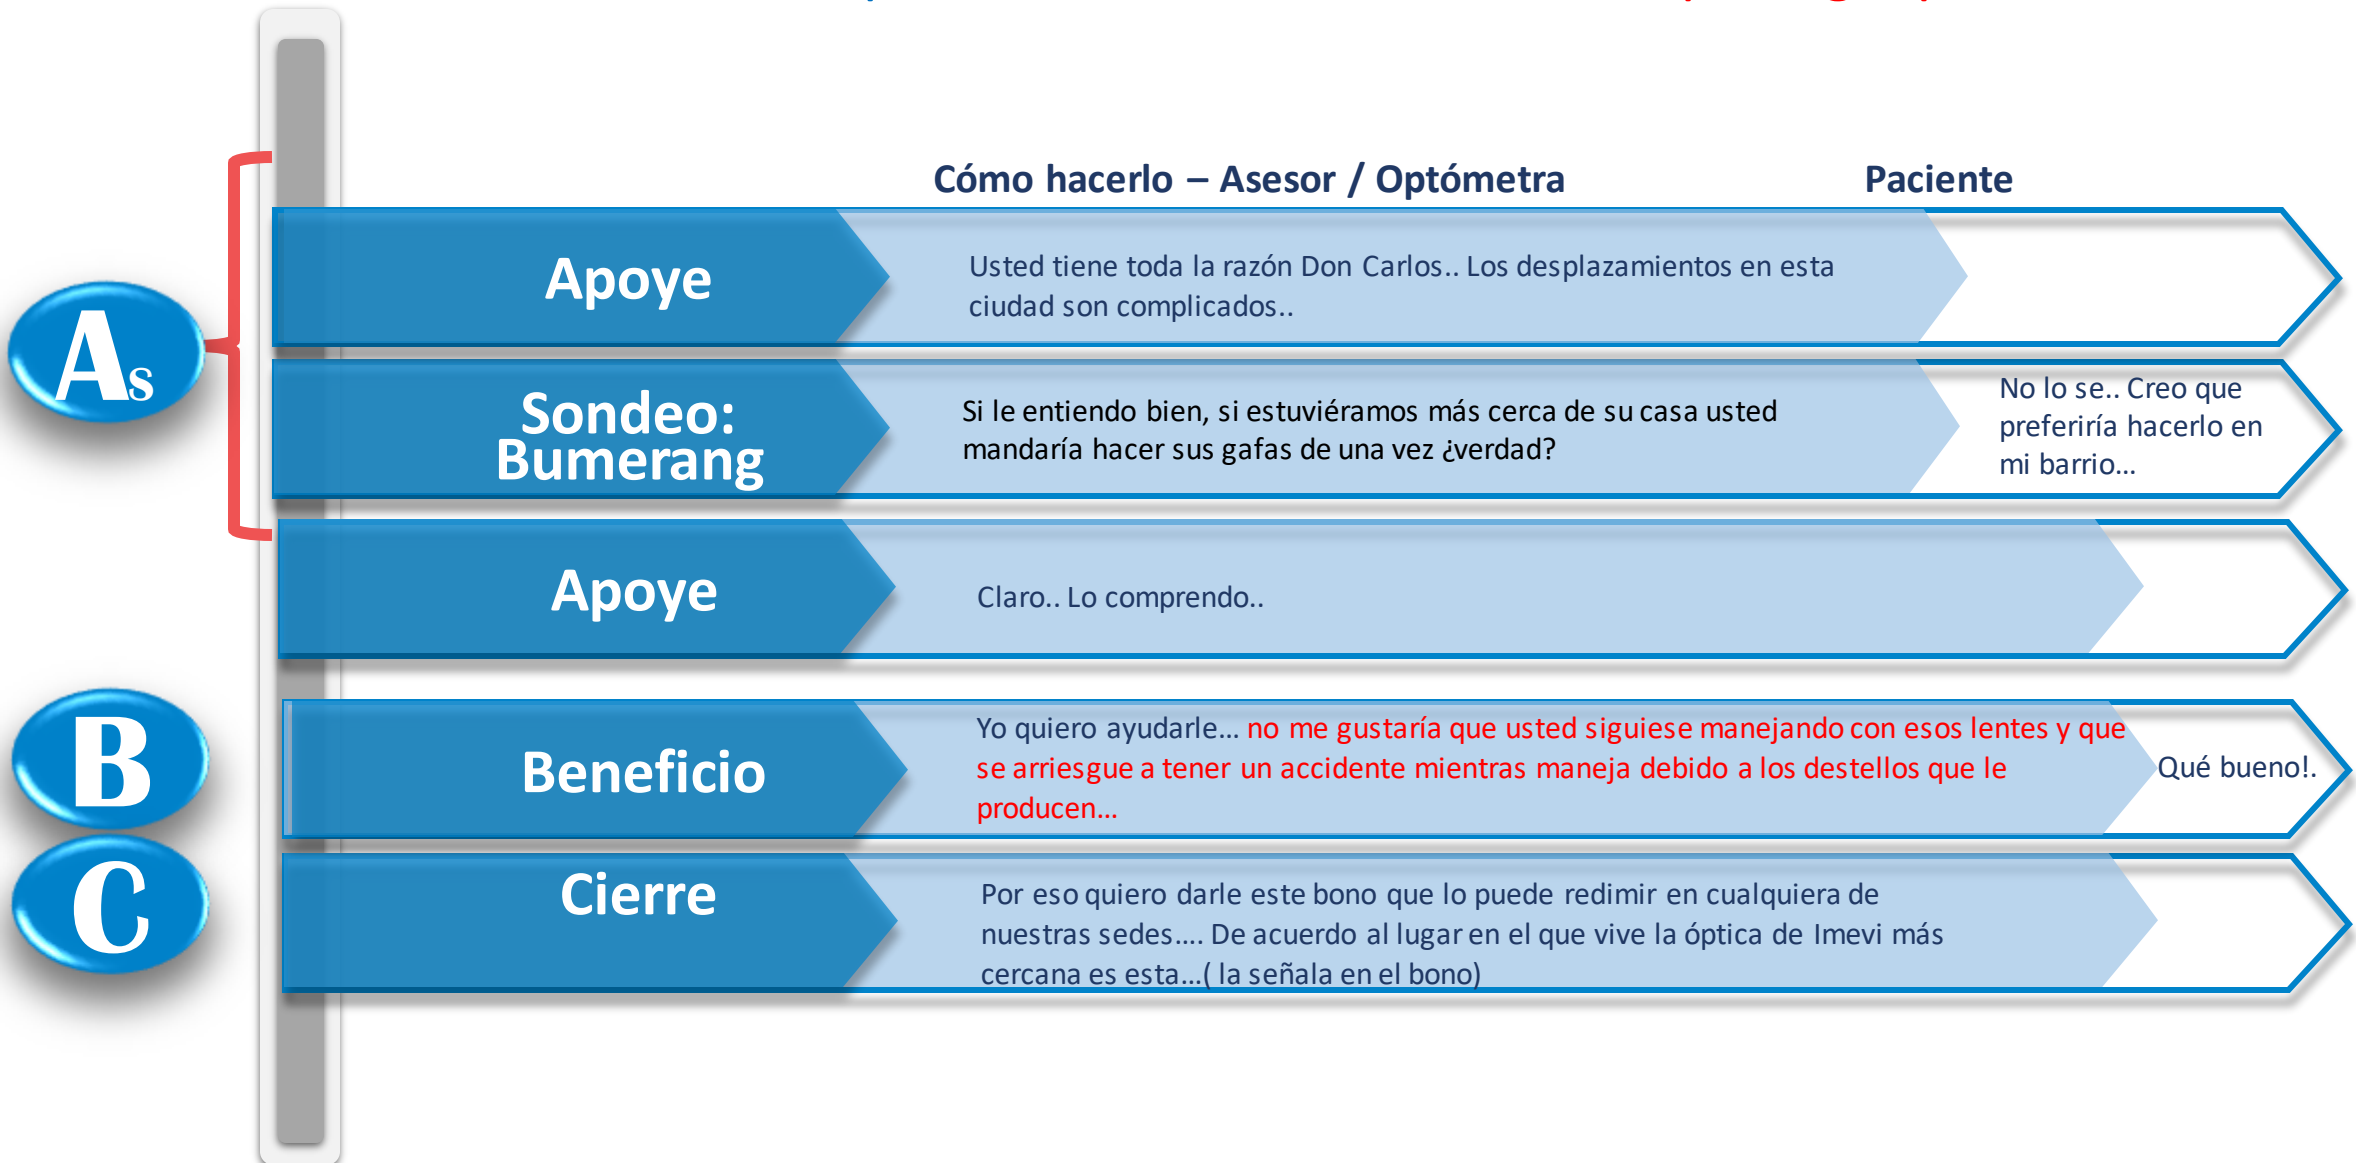 Cómo hacerlo – Asesor / Optómetra
Paciente
As
Apoye
Usted tiene toda la razón Don Carlos.. Los desplazamientos en esta
ciudad son complicados..
Sondeo:
Bumerang
Si le entiendo bien, si estuviéramos más cerca de su casa usted
mandaría hacer sus gafas de una vez ¿verdad?
No lo se.. Creo que
preferiría hacerlo en
mi barrio...
Apoye
Claro.. Lo comprendo..
B
Beneficio
Yo quiero ayudarle... no me gustaría que usted siguiese manejando con esos lentes y que
se arriesgue a tener un accidente mientras maneja debido a los destellos que le
producen...
Qué bueno!.
C
Cierre
Por eso quiero darle este bono que lo puede redimir en cualquiera de
nuestras sedes.... De acuerdo al lugar en el que vive la óptica de Imevi más
cercana es esta...( la señala en el bono)